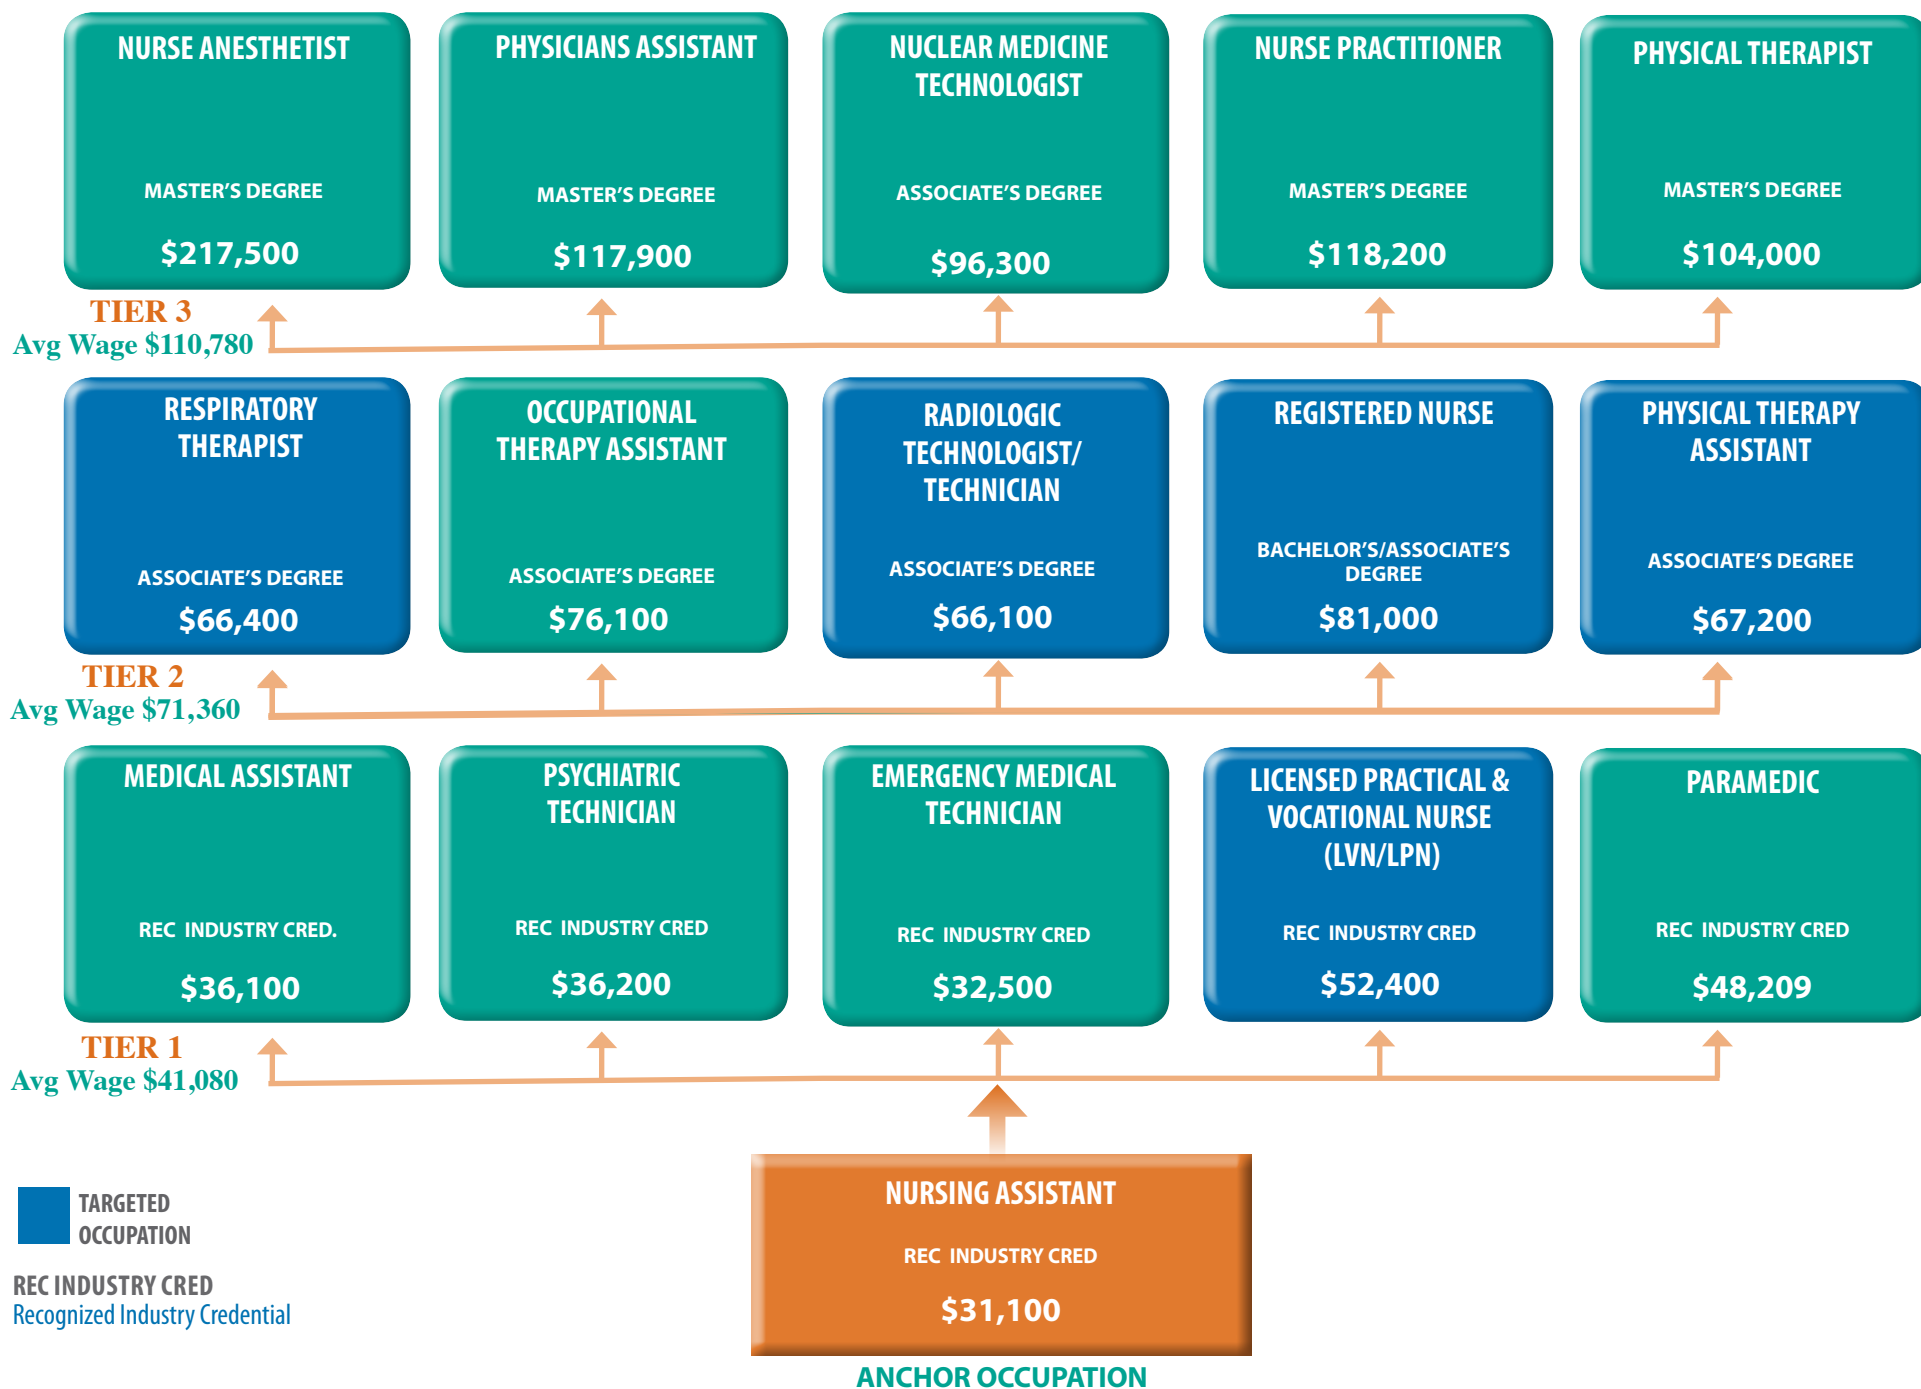 NURSE ANESTHETIST
MASTER'S DEGREE
$217,500
PHYSICIANS ASSISTANT
MASTER'S DEGREE
$117,900
NUCLEAR MEDICINE
TECHNOLOGIST
ASSOCIATE'S DEGREE
$96,300
NURSE PRACTITIONER
MASTER'S DEGREE
$118,200
PHYSICAL THERAPIST
MASTER'S DEGREE
$104,000
TIER 3
Avg Wage $110,780
RESPIRATORY
THERAPIST
ASSOCIATE'S DEGREE
$66,400
OCCUPATIONAL
THERAPY ASSISTANT
ASSOCIATE'S DEGREE
$76,100
RADIOLOGIC
TECHNOLOGIST/
TECHNICIAN
ASSOCIATE'S DEGREE
$66,100
REGISTERED NURSE
BACHELOR'S/ASSOCIATE'S
DEGREE
$81,000
PHYSICAL THERAPY
ASSISTANT
ASSOCIATE'S DEGREE
$67,200
TIER 2
Avg Wage $71,360
MEDICAL ASSISTANT
REC INDUSTRY CRED.
$36,100
PSYCHIATRIC
TECHNICIAN
REC INDUSTRY CRED
$36,200
EMERGENCY MEDICAL
TECHNICIAN
REC INDUSTRY CRED
$32,500
LICENSED PRACTICAL &
VOCATIONAL NURSE
(LVN/LPN)
REC INDUSTRY CRED
$52,400
PARAMEDIC
REC INDUSTRY CRED
$48,209
TIER 1
Avg Wage $41,080
NURSING ASSISTANT
REC INDUSTRY CRED
$31,100
ANCHOR OCCUPATION
TARGETED
OCCUPATION
REC INDUSTRY CRED
Recognized Industry Credential